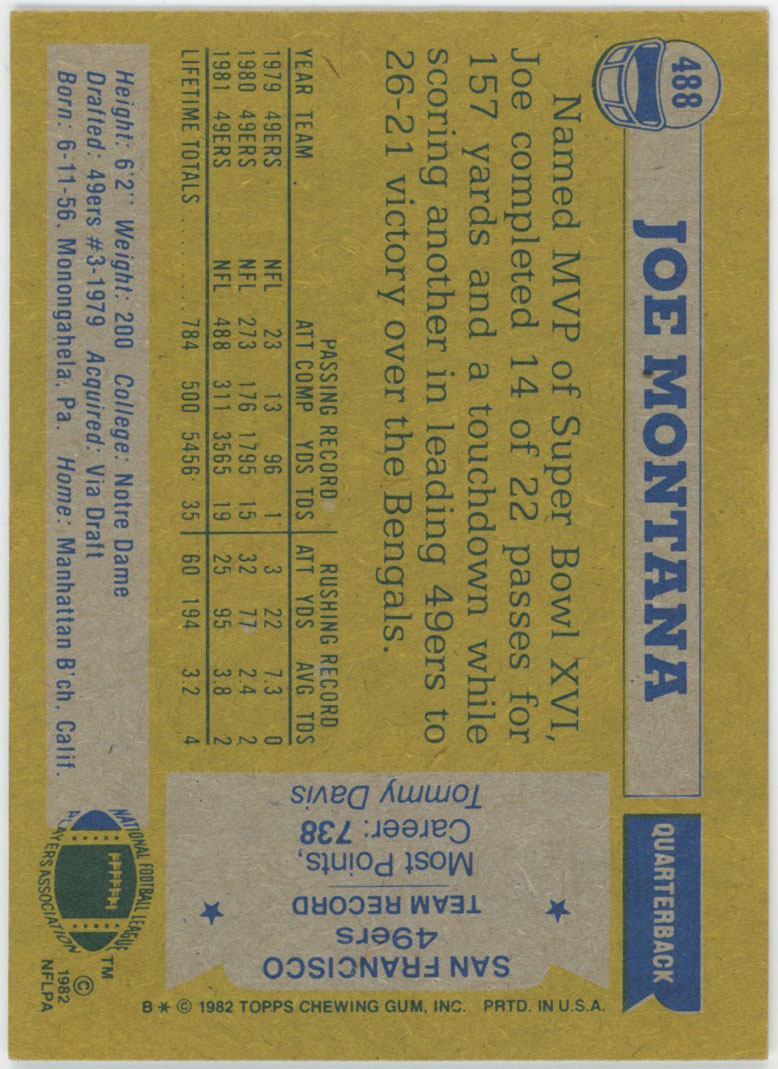 488
JOE MONTANA
QUARTERBACK
Named MVP of Super Bowl XVI,
Joe completed 14 of 22 passes for
157 yards and a touchdown while
scoring another in leading 49ers to
26-21 victory over the Bengals.
PASSING RECORD RUSHING RECORD
YEAR TEAM ATT COMP YDS TDS ATT YDS AVG TDS
1979 49ERS NFL 23 13 96 1 3 22 7.3 0
1980 49ERS NFL 273 176 1795 15 32 77 2.4 2
1981 49ERS NFL 488 311 3565 19 25 95 3.8 2
LIFETIME TOTALS ........ 784 500 5456 35 60 194 3.2 4
Height: 6'2" Weight: 200 College: Notre Dame
Drafted: 49ers #3-1979 Acquired: Via Draft
Born: 6-11-56, Monongahela, Pa. Home: Manhattan B'ch, Calif.
SAN FRANCISCO
49ers
TEAM RECORD
Most Points,
Career: 738
Tommy Davis
NATIONAL FOOTBALL LEAGUE
PLAYERS ASSOCIATION
TM
©
1982
NFLPA
B * © 1982 TOPPS CHEWING GUM, INC. PRTD. IN U.S.A.